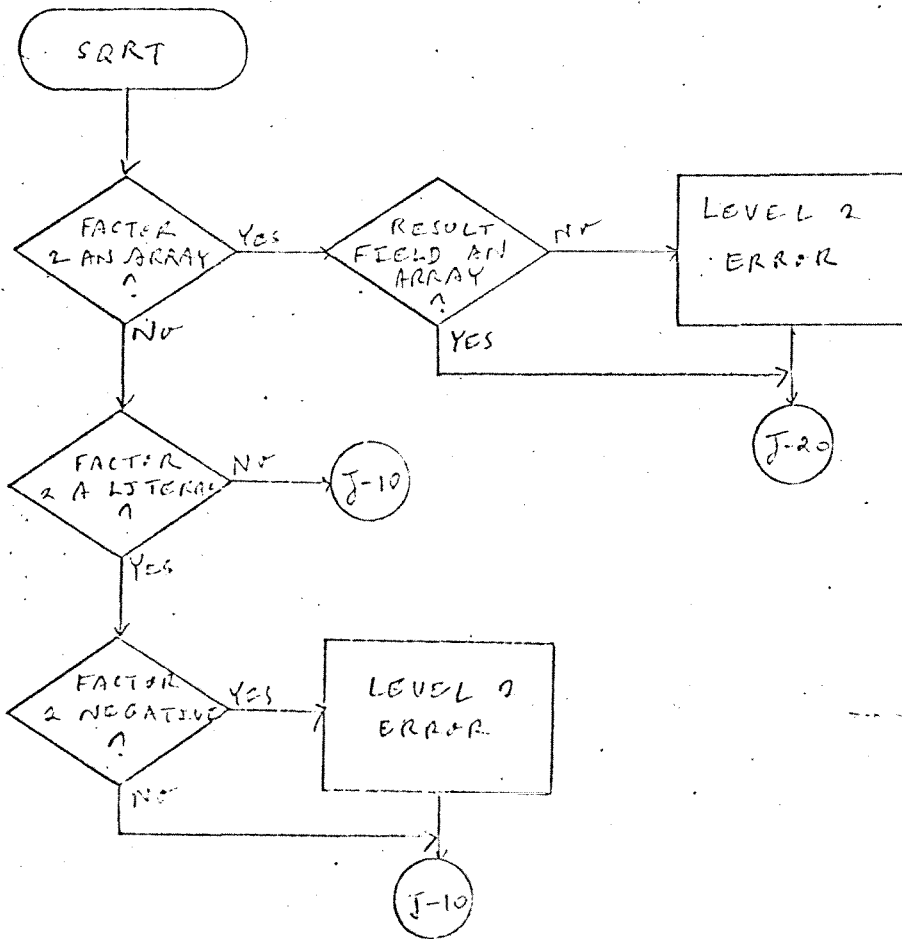 SQRT
FACTOR
2 AN ARRAY
?
YES
RESULT
FIELD AN
ARRAY
?
NO
LEVEL 2
ERROR
NO
YES
J-20
FACTOR
2 A LITERAL
?
NO
J-10
YES
FACTOR
2 NEGATIVE
?
YES
LEVEL 2
ERROR
NO
J-10